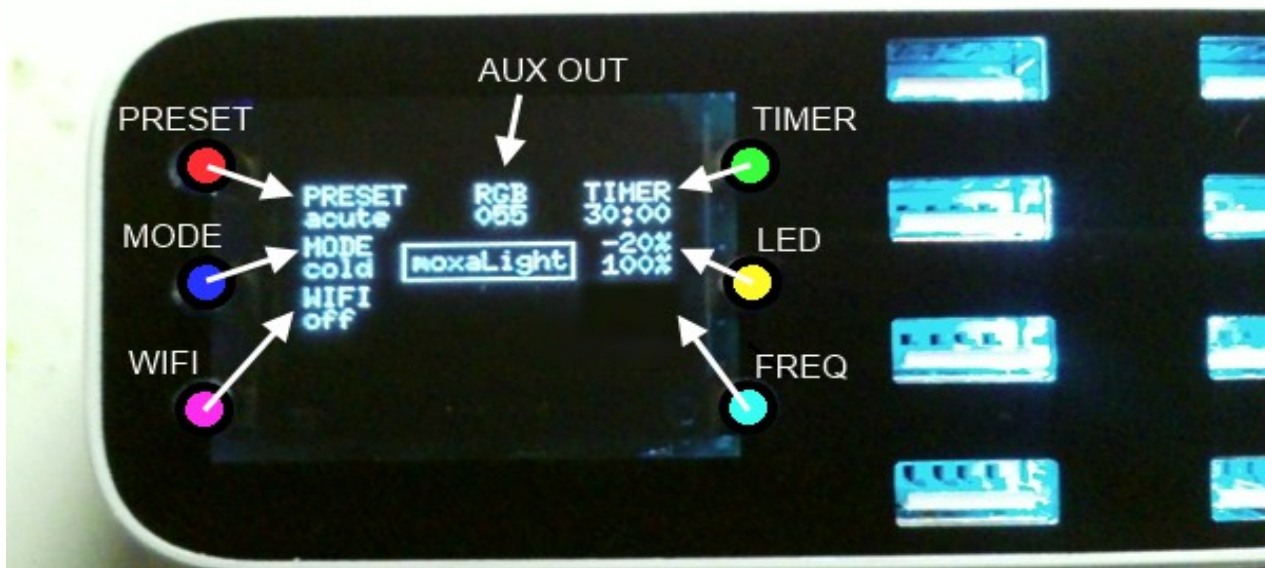 AUX OUT
PRESET
TIMER
PRESET
acute
RGB
055
TIMER
30:00
MODE
LED
MODE
cold
moxaLight
-20%
100%
WIFI
off
WIFI
FREQ